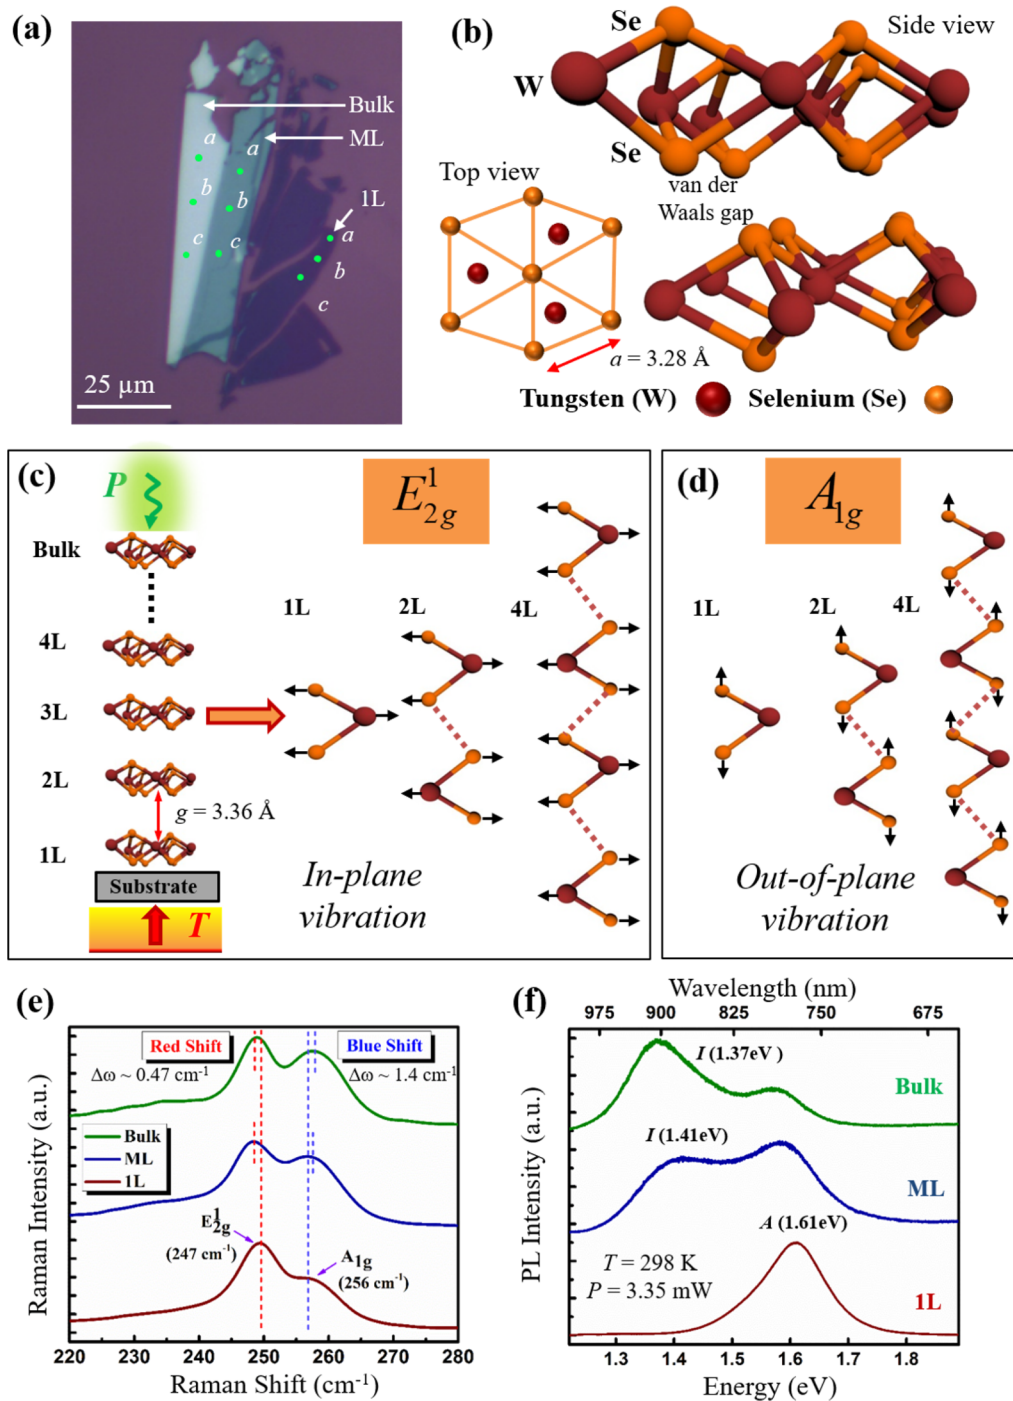 (a)
Bulk
ML
1L
a
b
c
a
b
c
a
b
c
25 µm
(b)
Se
Side view
W
Se
Top view
van der
Waals gap
a = 3.28 Å
Tungsten (W)
Selenium (Se)
(c)
P
Bulk
4L
3L
2L
g = 3.36 Å
1L
Substrate
T
E¹2g
1L
2L
4L
In-plane
vibration
(d)
A1g
1L
2L
4L
Out-of-plane
vibration
(e)
Red Shift
Blue Shift
Δω ~ 0.47 cm⁻¹
Δω ~ 1.4 cm⁻¹
Bulk
ML
1L
E¹2g
(247 cm⁻¹)
A1g
(256 cm⁻¹)
Raman Intensity (a.u.)
220 230 240 250 260 270 280
Raman Shift (cm⁻¹)
(f)
Wavelength (nm)
975 900 825 750 675
I (1.37eV )
Bulk
I (1.41eV)
ML
A (1.61eV)
T = 298 K
P = 3.35 mW
1L
PL Intensity (a.u.)
1.3 1.4 1.5 1.6 1.7 1.8
Energy (eV)